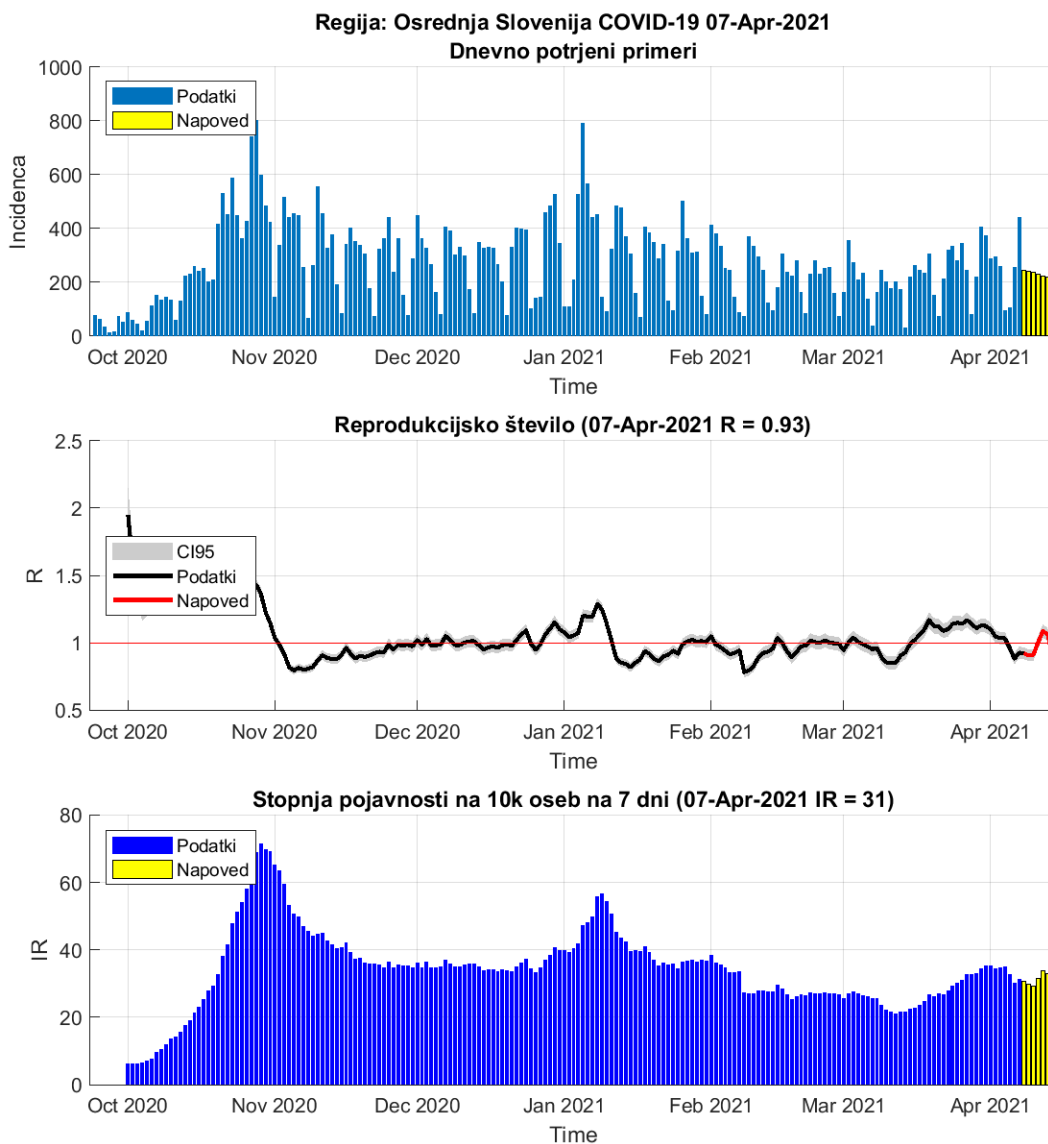 Regija: Osrednja Slovenija COVID-19 07-Apr-2021
Dnevno potrjeni primeri
1000
800
600
400
200
0
Incidenca
Podatki
Napoved
Oct 2020
Nov 2020
Dec 2020
Jan 2021
Feb 2021
Mar 2021
Apr 2021
Time
Reprodukcijsko število (07-Apr-2021 R = 0.93)
2.5
2
1.5
1
0.5
R
CI95
Podatki
Napoved
Oct 2020
Nov 2020
Dec 2020
Jan 2021
Feb 2021
Mar 2021
Apr 2021
Time
Stopnja pojavnosti na 10k oseb na 7 dni (07-Apr-2021 IR = 31)
80
60
40
20
0
IR
Podatki
Napoved
Oct 2020
Nov 2020
Dec 2020
Jan 2021
Feb 2021
Mar 2021
Apr 2021
Time